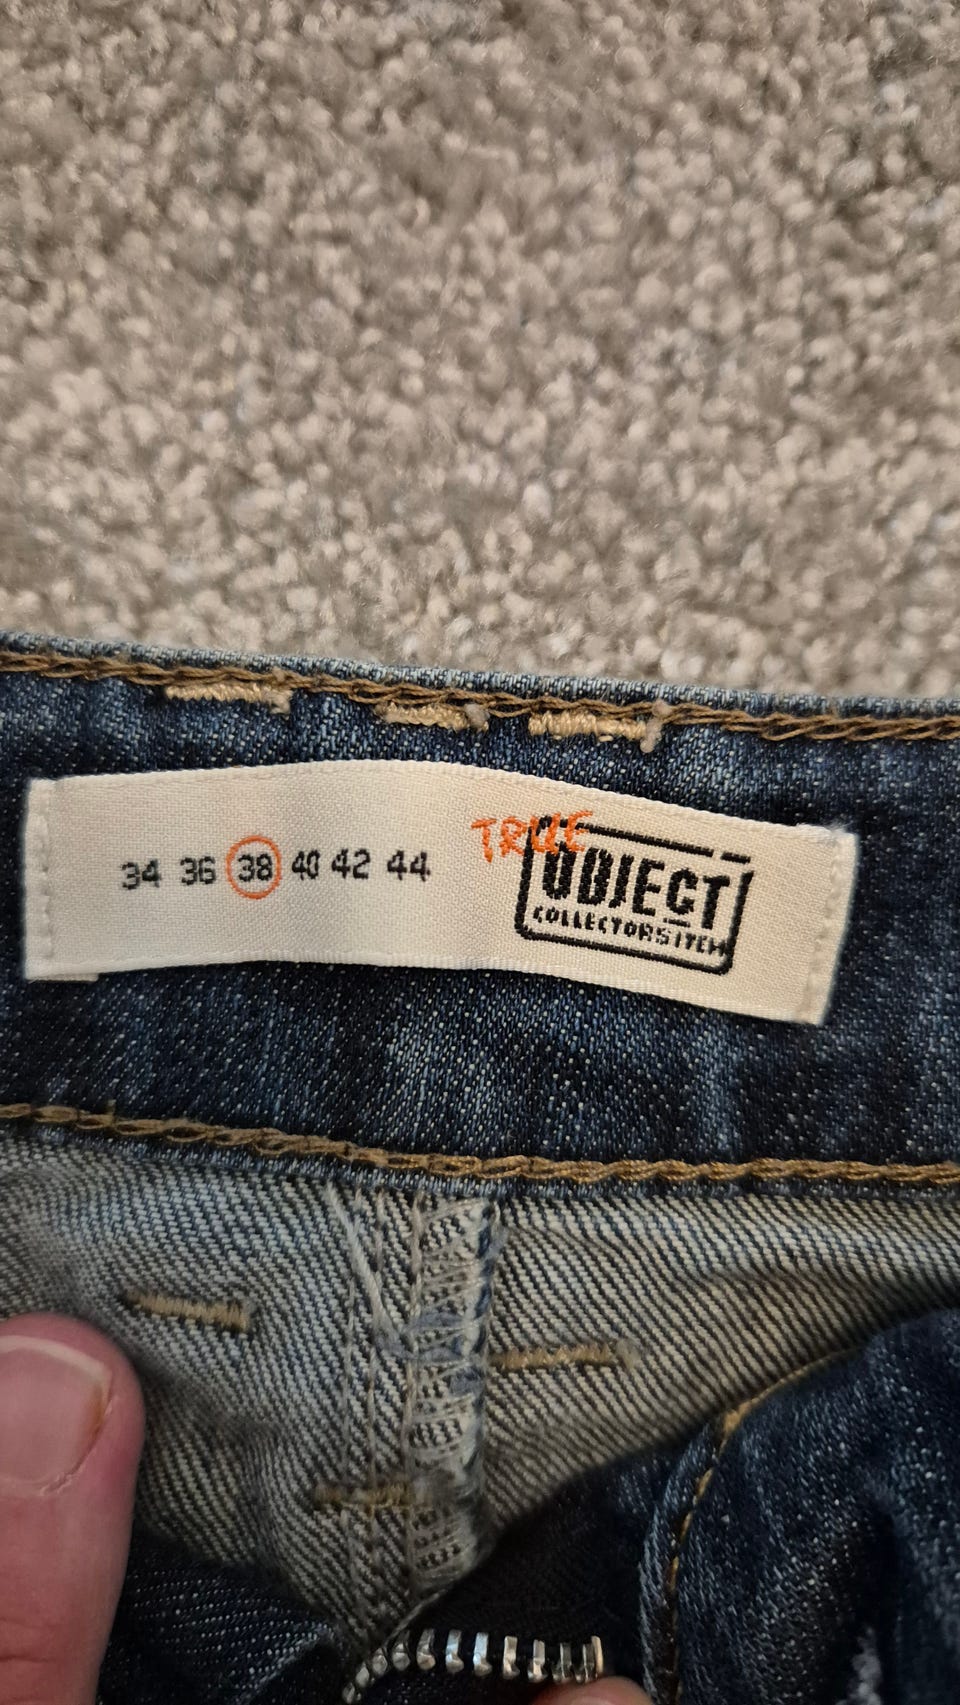 34 36 38 40 42 44
TRUE
OBJECT
COLLECTORS ITEM